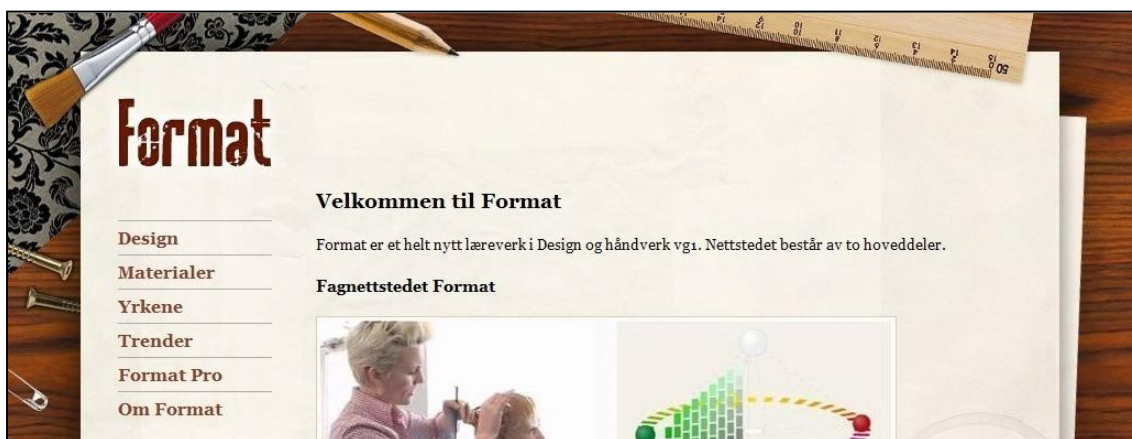 Format
Velkommen til Format
Format er et helt nytt læreverk i Design og håndverk vg1. Nettstedet består av to hoveddeler.
Fagnettstedet Format
Design
Materialer
Yrkene
Trender
Format Pro
Om Format